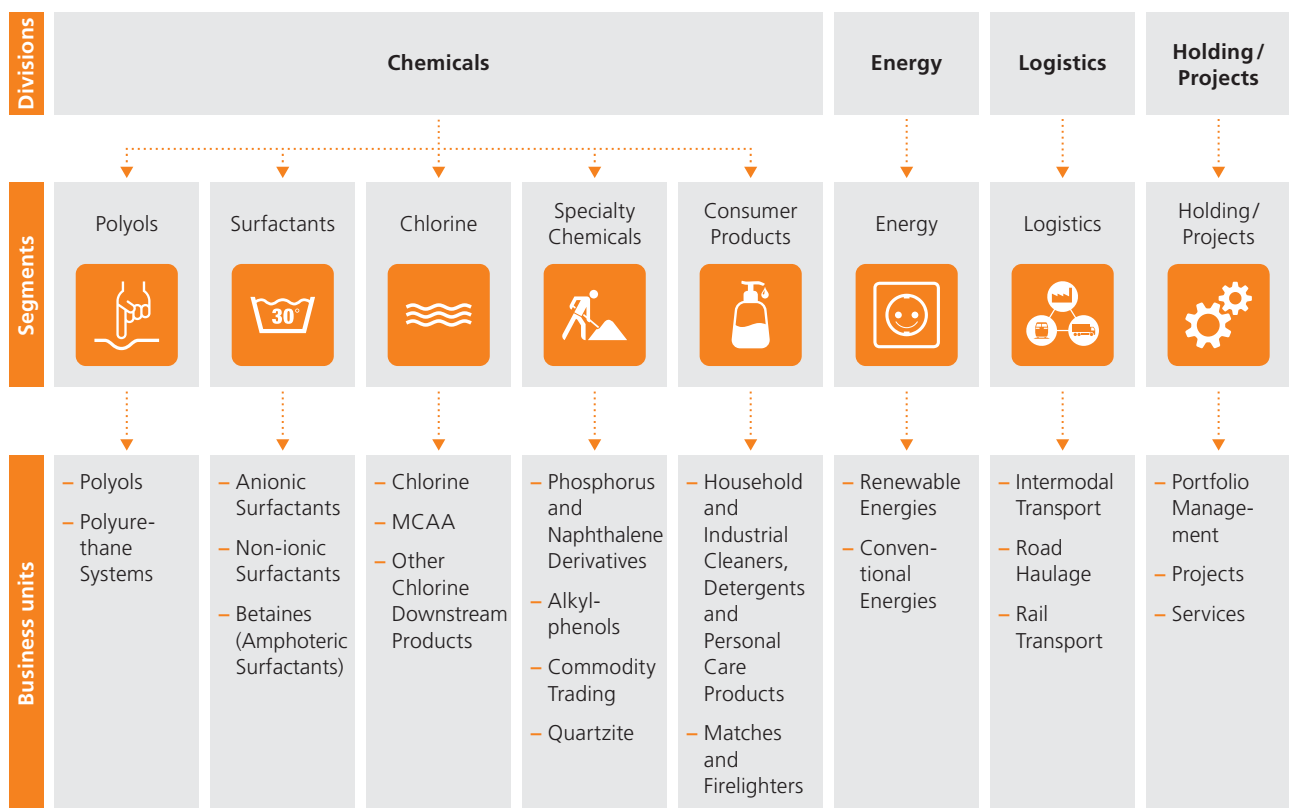 Divisions
Chemicals
Energy
Logistics
Holding/
Projects
Segments
Polyols
Surfactants
30°
Chlorine
Specialty
Chemicals
Consumer
Products
Energy
Logistics
Holding/
Projects
Business units
– Polyols
– Polyure-
thane
Systems
– Anionic
Surfactants
– Non-ionic
Surfactants
– Betaines
(Amphoteric
Surfactants)
– Chlorine
– MCAA
– Other
Chlorine
Downstream
Products
– Phosphorus
and
Naphthalene
Derivatives
– Alkyl-
phenols
– Commodity
Trading
– Quartzite
– Household
and
Industrial
Cleaners,
Detergents
and
Personal
Care
Products
– Matches
and
Firelighters
– Renewable
Energies
– Conven-
tional
Energies
– Intermodal
Transport
– Road
Haulage
– Rail
Transport
– Portfolio
Manage-
ment
– Projects
– Services